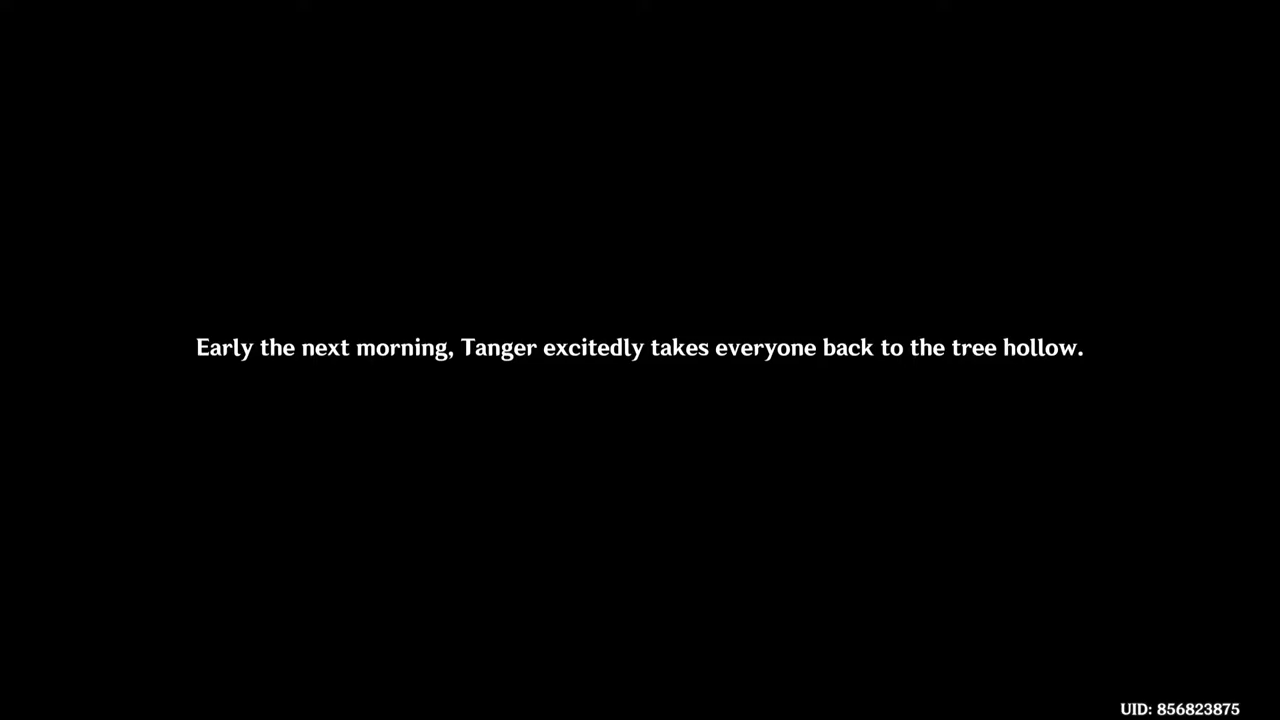 Early the next morning, Tanger excitedly takes everyone back to the tree hollow.
UID: 856823875